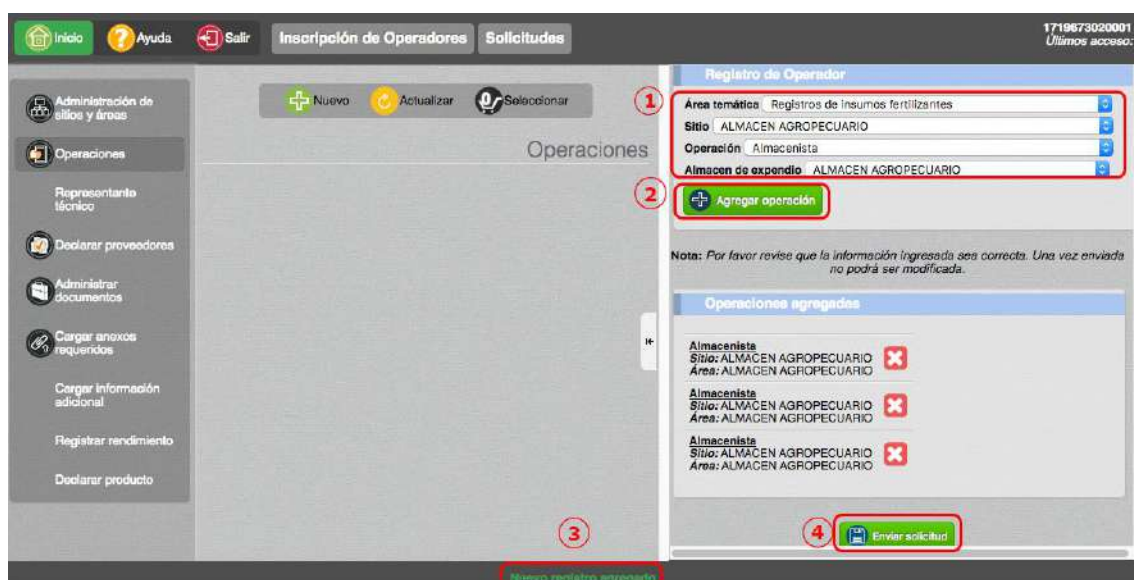 Inicio
Ayuda
Salir
Inscripción de Operadores
Solicitudes
1719673020001
Últimos acceso:
Administración de
sitios y áreas
Operaciones
Representante
técnico
Declarar proveedores
Administrar
documentos
Cargar anexos
requeridos
Cargar información
adicional
Registrar rendimiento
Declarar producto
Nuevo
Actualizar
Seleccionar
Operaciones
Registro de Operador
1
Área temática Registros de insumos fertilizantes
Sitio ALMACEN AGROPECUARIO
Operación Almacenista
Almacen de expendio ALMACEN AGROPECUARIO
2
Agregar operación
Nota: Por favor revise que la información ingresada sea correcta. Una vez enviada
no podrá ser modificada.
Operaciones agregadas
Almacenista
Sitio: ALMACEN AGROPECUARIO
Área: ALMACEN AGROPECUARIO
Almacenista
Sitio: ALMACEN AGROPECUARIO
Área: ALMACEN AGROPECUARIO
Almacenista
Sitio: ALMACEN AGROPECUARIO
Área: ALMACEN AGROPECUARIO
3
4
Enviar solicitud
Nuevo registro agregado